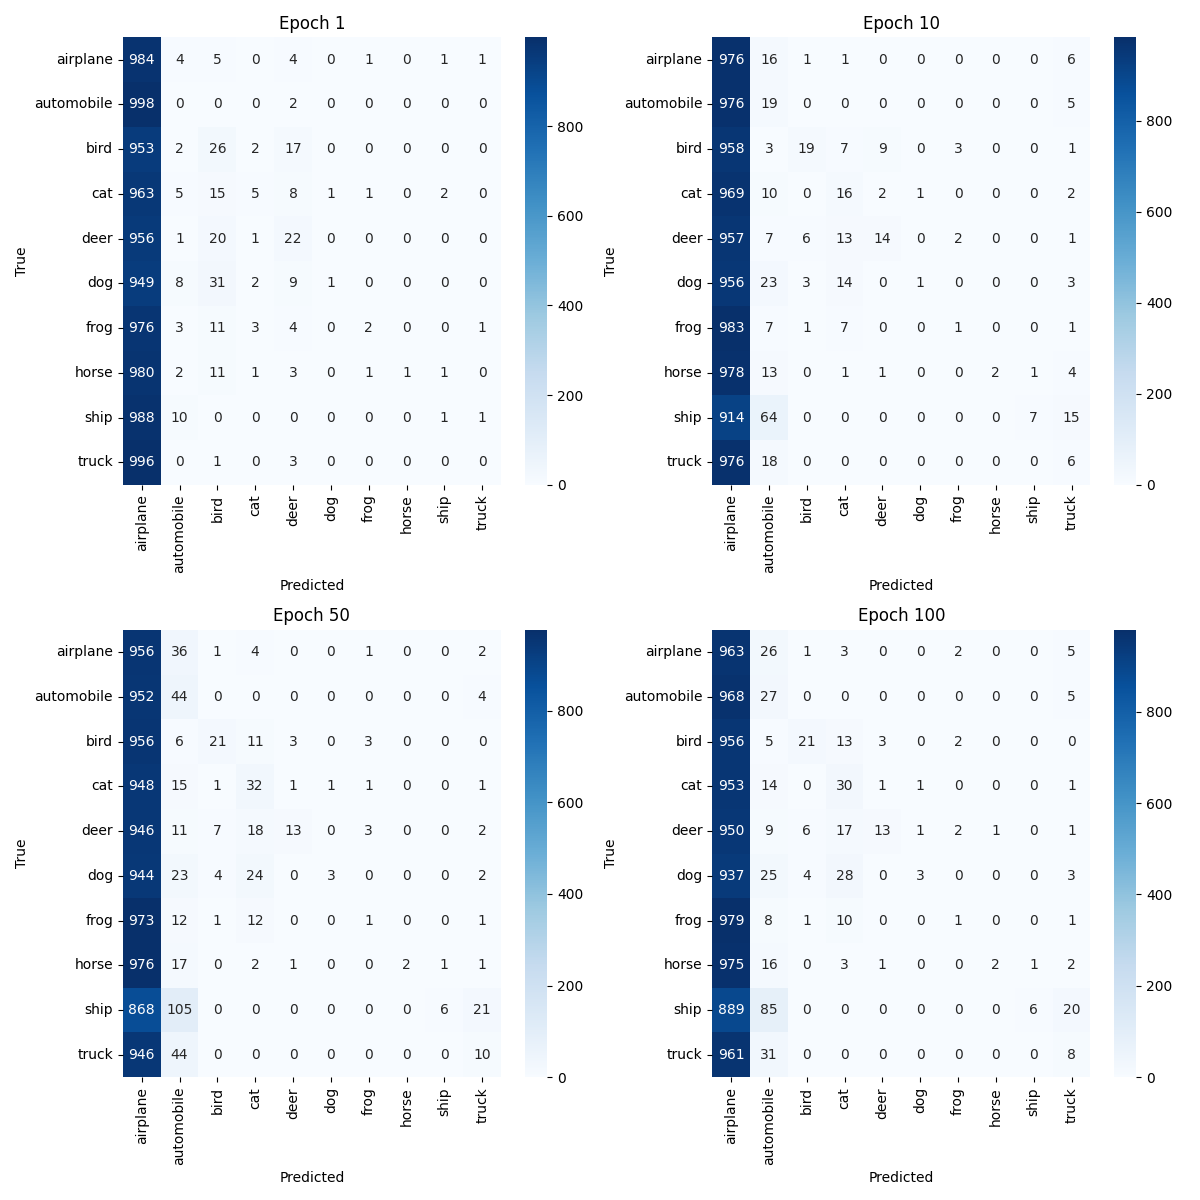 Epoch 1
airplane 984 4 5 0 4 0 1 0 1 1
automobile 998 0 0 0 2 0 0 0 0 0
bird 953 2 26 2 17 0 0 0 0 0
cat 963 5 15 5 8 1 1 0 2 0
deer 956 1 20 1 22 0 0 0 0 0
dog 949 8 31 2 9 1 0 0 0 0
frog 976 3 11 3 4 0 2 0 0 1
horse 980 2 11 1 3 0 1 1 1 0
ship 988 10 0 0 0 0 0 0 1 1
truck 996 0 1 0 3 0 0 0 0 0
True
airplane automobile bird cat deer dog frog horse ship truck
Predicted
800
600
400
200
0
Epoch 10
airplane 976 16 1 1 0 0 0 0 0 6
automobile 976 19 0 0 0 0 0 0 0 5
bird 958 3 19 7 9 0 3 0 0 1
cat 969 10 0 16 2 1 0 0 0 2
deer 957 7 6 13 14 0 2 0 0 1
dog 956 23 3 14 0 1 0 0 0 3
frog 983 7 1 7 0 0 1 0 0 1
horse 978 13 0 1 1 0 0 2 1 4
ship 914 64 0 0 0 0 0 0 7 15
truck 976 18 0 0 0 0 0 0 0 6
True
airplane automobile bird cat deer dog frog horse ship truck
Predicted
800
600
400
200
0
Epoch 50
airplane 956 36 1 4 0 0 1 0 0 2
automobile 952 44 0 0 0 0 0 0 0 4
bird 956 6 21 11 3 0 3 0 0 0
cat 948 15 1 32 1 1 1 0 0 1
deer 946 11 7 18 13 0 3 0 0 2
dog 944 23 4 24 0 3 0 0 0 2
frog 973 12 1 12 0 0 1 0 0 1
horse 976 17 0 2 1 0 0 2 1 1
ship 868 105 0 0 0 0 0 0 6 21
truck 946 44 0 0 0 0 0 0 0 10
True
airplane automobile bird cat deer dog frog horse ship truck
Predicted
800
600
400
200
0
Epoch 100
airplane 963 26 1 3 0 0 2 0 0 5
automobile 968 27 0 0 0 0 0 0 0 5
bird 956 5 21 13 3 0 2 0 0 0
cat 953 14 0 30 1 1 0 0 0 1
deer 950 9 6 17 13 1 2 1 0 1
dog 937 25 4 28 0 3 0 0 0 3
frog 979 8 1 10 0 0 1 0 0 1
horse 975 16 0 3 1 0 0 2 1 2
ship 889 85 0 0 0 0 0 0 6 20
truck 961 31 0 0 0 0 0 0 0 8
True
airplane automobile bird cat deer dog frog horse ship truck
Predicted
800
600
400
200
0